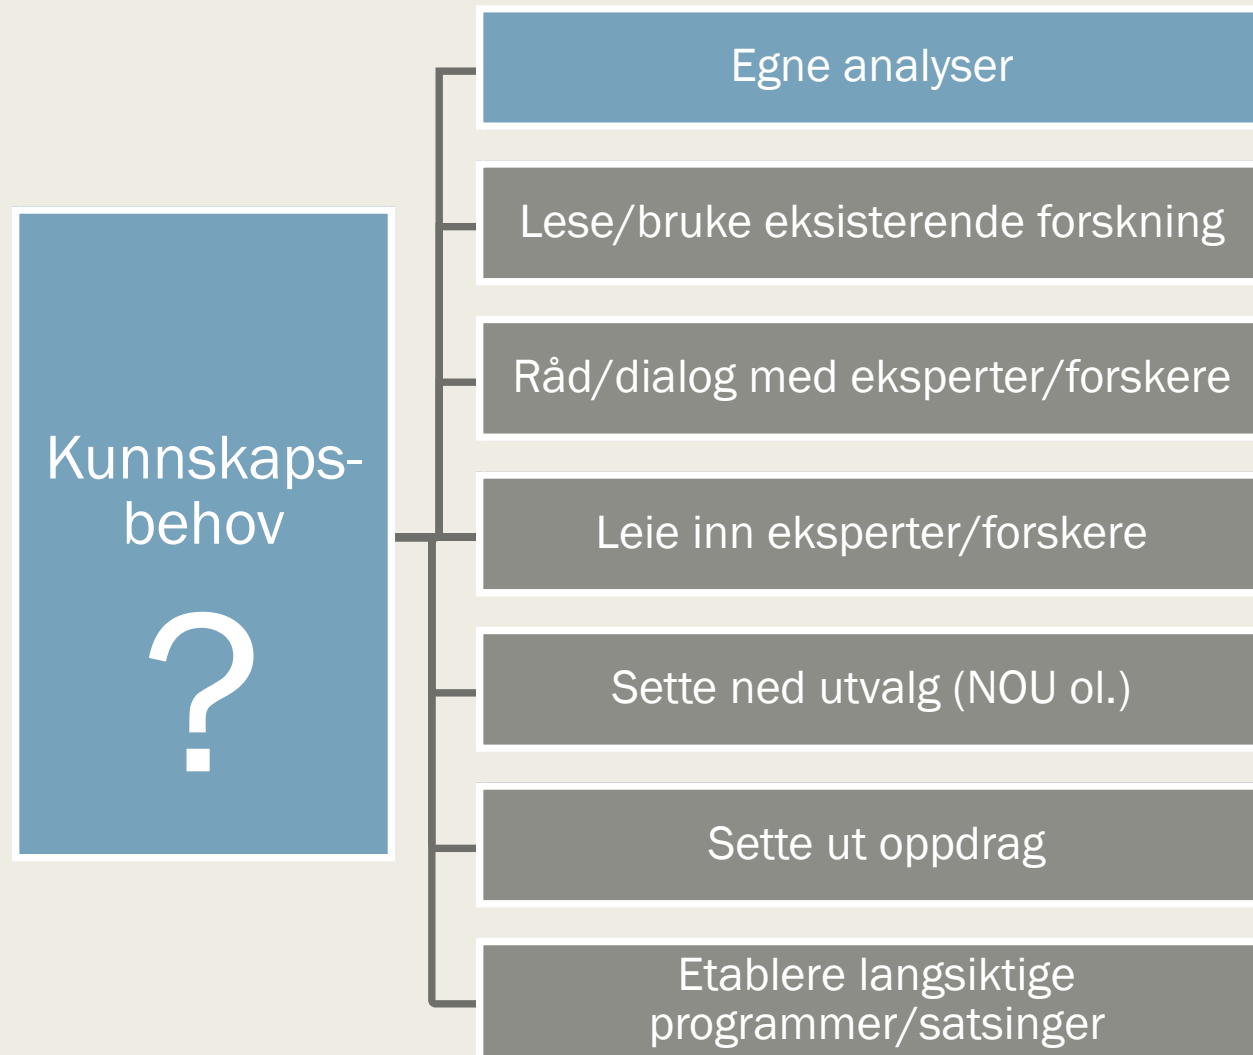 Kunnskaps-
behov
?
Egne analyser
Lese/bruke eksisterende forskning
Råd/dialog med eksperter/forskere
Leie inn eksperter/forskere
Sette ned utvalg (NOU ol.)
Sette ut oppdrag
Etablere langsiktige
programmer/satsinger